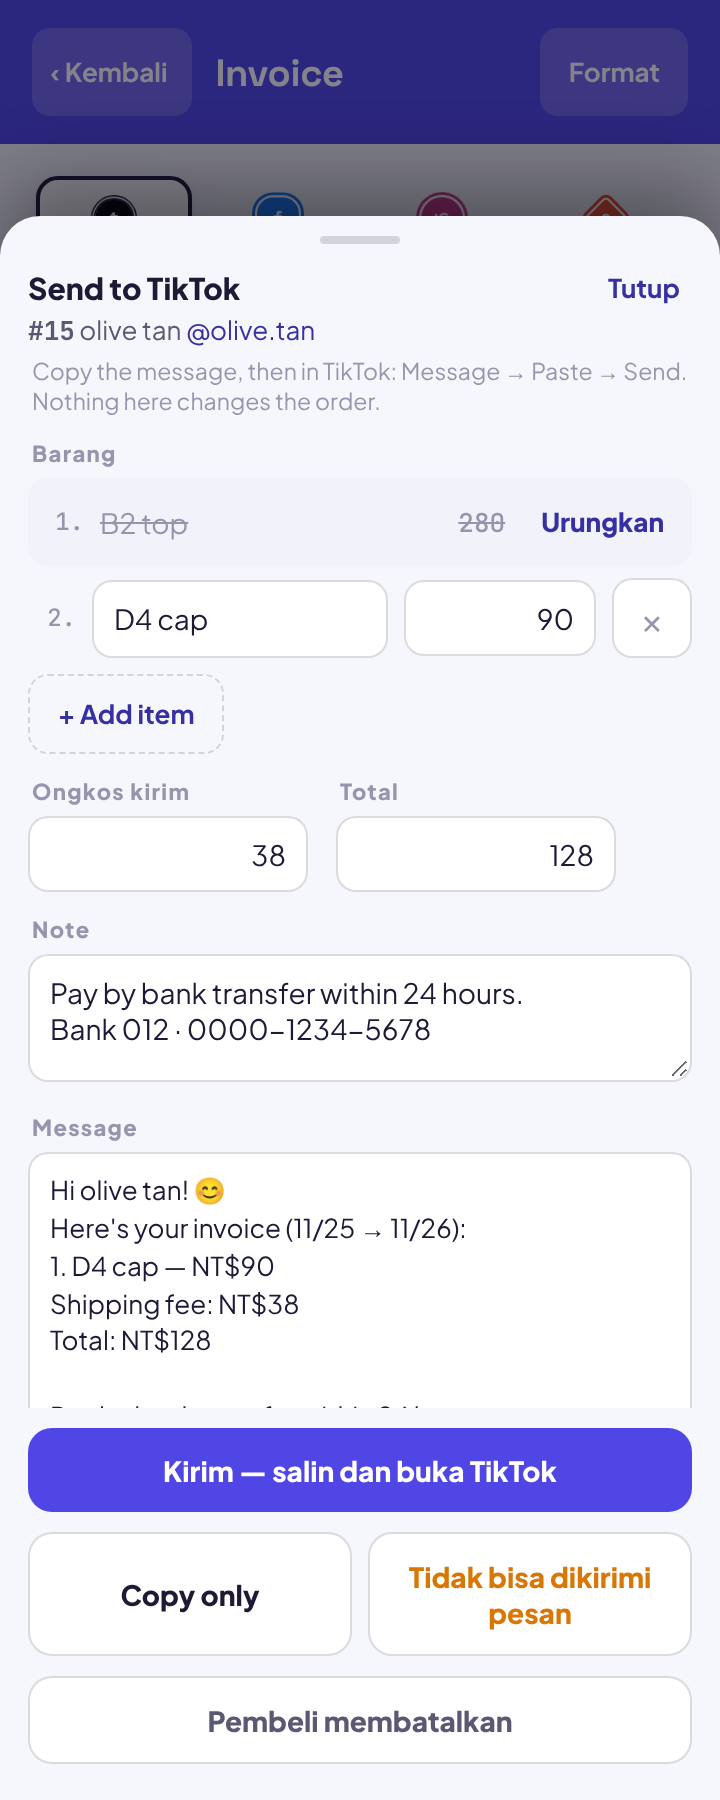 ‹ Kembali
Invoice
Format
Send to TikTok
Tutup
#15 olive tan @olive.tan
Copy the message, then in TikTok: Message → Paste → Send.
Nothing here changes the order.
Barang
1. B2 top 280 Urungkan
2. D4 cap 90 ×
+ Add item
Ongkos kirim
Total
38
128
Note
Pay by bank transfer within 24 hours.
Bank 012 · 0000-1234-5678
Message
Hi olive tan! 😊
Here's your invoice (11/25 → 11/26):
1. D4 cap — NT$90
Shipping fee: NT$38
Total: NT$128
Kirim — salin dan buka TikTok
Copy only
Tidak bisa dikirimi
pesan
Pembeli membatalkan